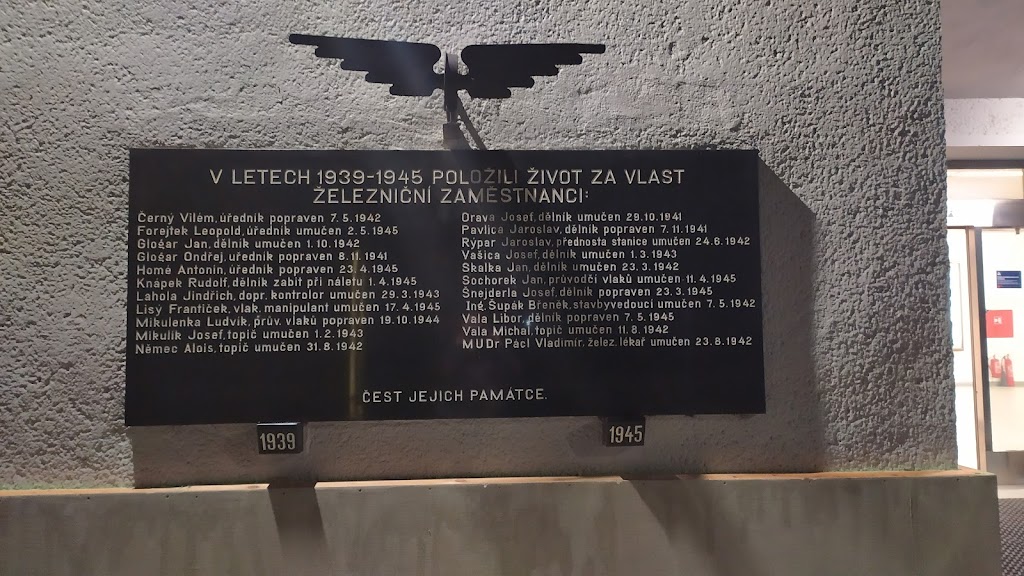 V LETECH 1939-1945 POLOŽILI ŽIVOT ZA VLAST
ŽELEZNIČNÍ ZAMĚSTNANCI:
Černý Vilém, úředník popraven 7.5.1942
Forejtek Leopold, úředník umučen 2.5.1945
Glogar Jan, dělník umučen 1.10.1942
Glogar Ondřej, úředník popraven 8.11.1941
Homé Antonín, úředník popraven 23.4.1945
Knápek Rudolf, dělník zabit při náletu 1.4.1945
Lahola Jindřich, dopr. kontrolor umučen 29.3.1943
Lisý Frantíček, vlak. manipulant umučen 17.4.1945
Mikulenka Ludvík, prův. vlaků popraven 19.10.1944
Mikulík Josef, topič umučen 1.2.1943
Němec Alois, topič umučen 31.8.1942
Orava Josef, dělník umučen 29.10.1941
Pavlica Jaroslav, dělník popraven 7.11.1941
Rýpar Jaroslav, přednosta stanice umučen 24.6.1942
Vašica Josef, dělník umučen 1.3.1943
Skalka Jan, dělník umučen 23.3.1942
Sochorek Jan, průvodčí vlaků umučen 11.4.1945
Šnejderla Josef, dělník popraven 23.3.1945
Ing. Šupák Břeněk, stavbyvedoucí umučen 7.5.1942
Vala Libor, dělník popraven 7.5.1945
Vala Michal, topič umučen 11.8.1942
MUDr Pácl Vladimír, želez. lékař umučen 23.8.1942
ČEST JEJICH PAMÁTCE.
1939
1945